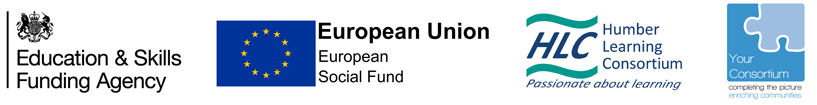 Education & Skills
Funding Agency
European Union
European
Social Fund
HLC
Humber
Learning
Consortium
Passionate about learning
Your
Consortium
completing the picture
enriching communities